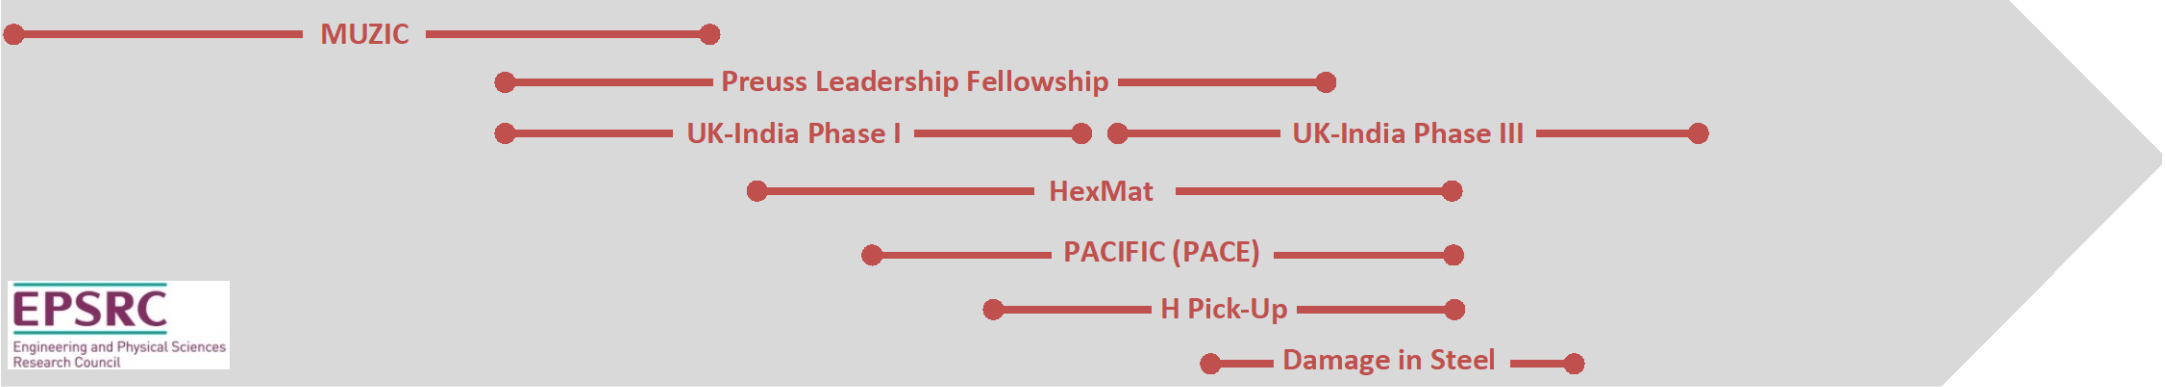 MUZIC
Preuss Leadership Fellowship
UK-India Phase I
UK-India Phase III
HexMat
PACIFIC (PACE)
H Pick-Up
Damage in Steel
EPSRC
Engineering and Physical Sciences
Research Council